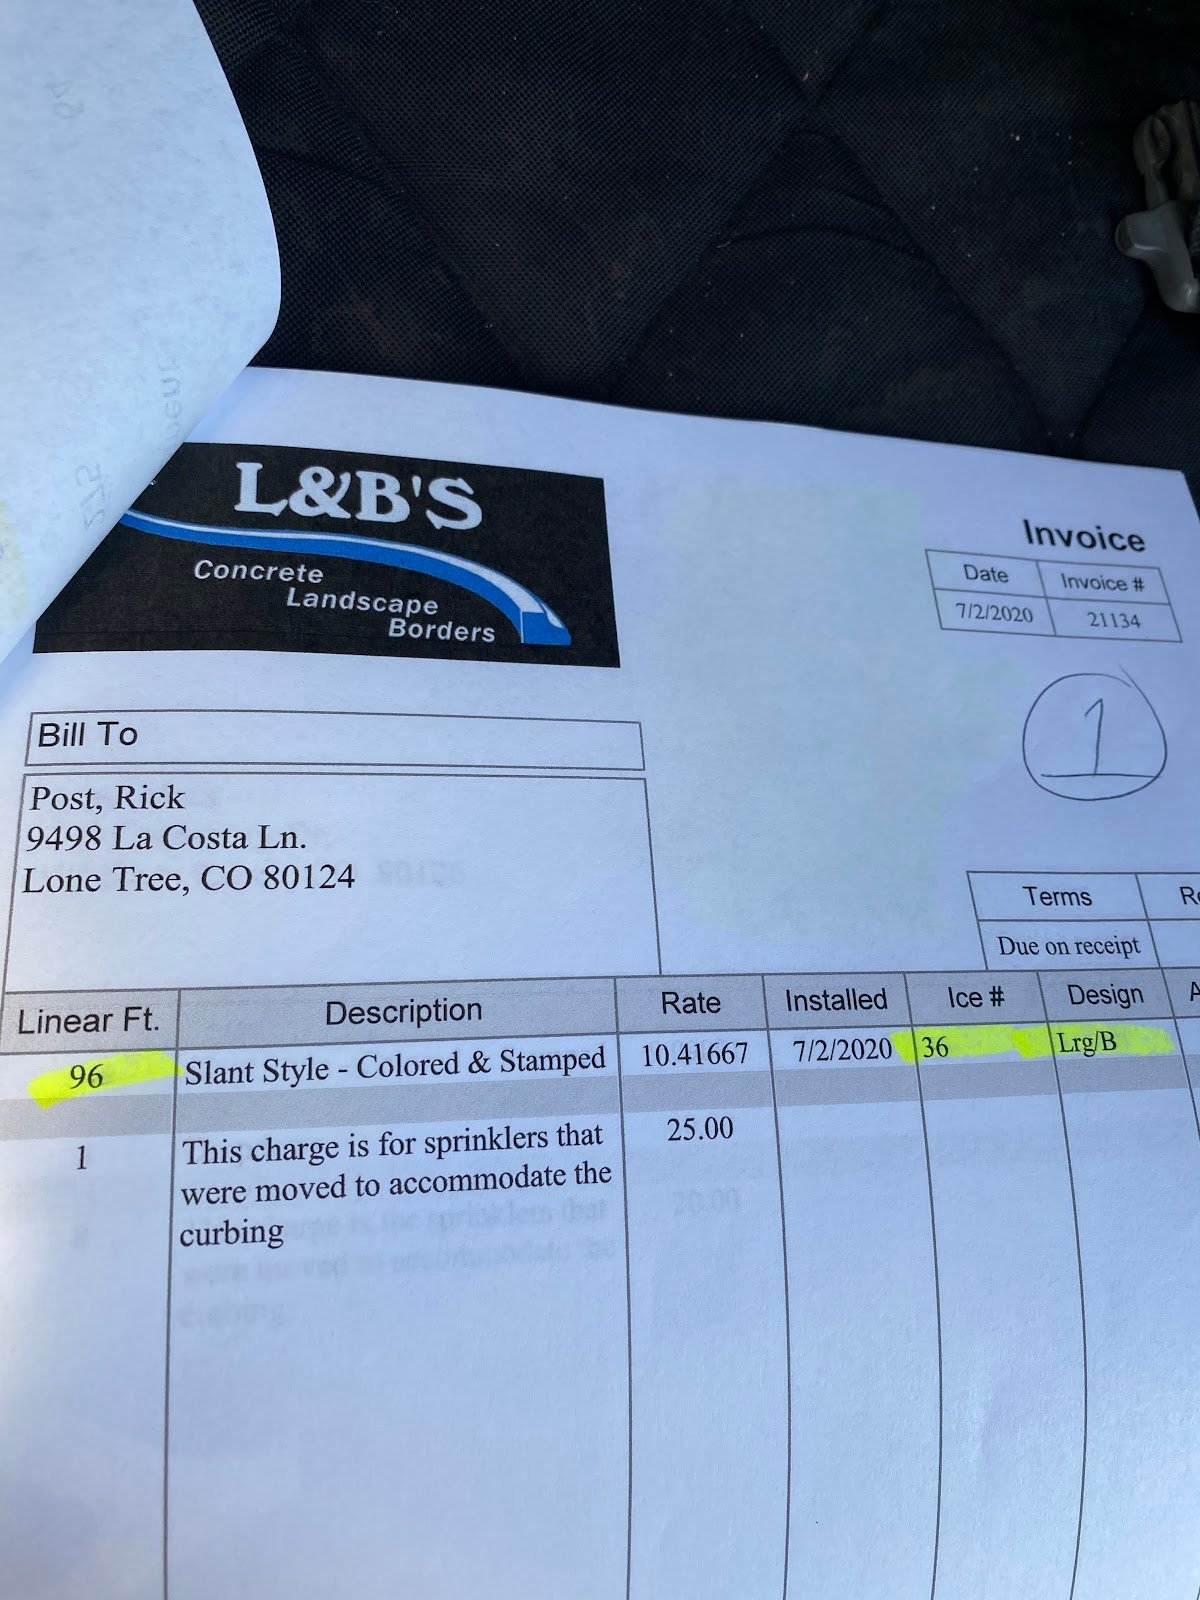 L&B'S
Concrete
Landscape
Borders
Invoice
Date Invoice #
7/2/2020 21134
1
Bill To
Post, Rick
9498 La Costa Ln.
Lone Tree, CO 80124
Terms
Due on receipt
Linear Ft. Description Rate Installed Ice # Design
96 Slant Style - Colored & Stamped 10.41667 7/2/2020 36 Lrg/B
1 This charge is for sprinklers that 25.00
were moved to accommodate the
curbing